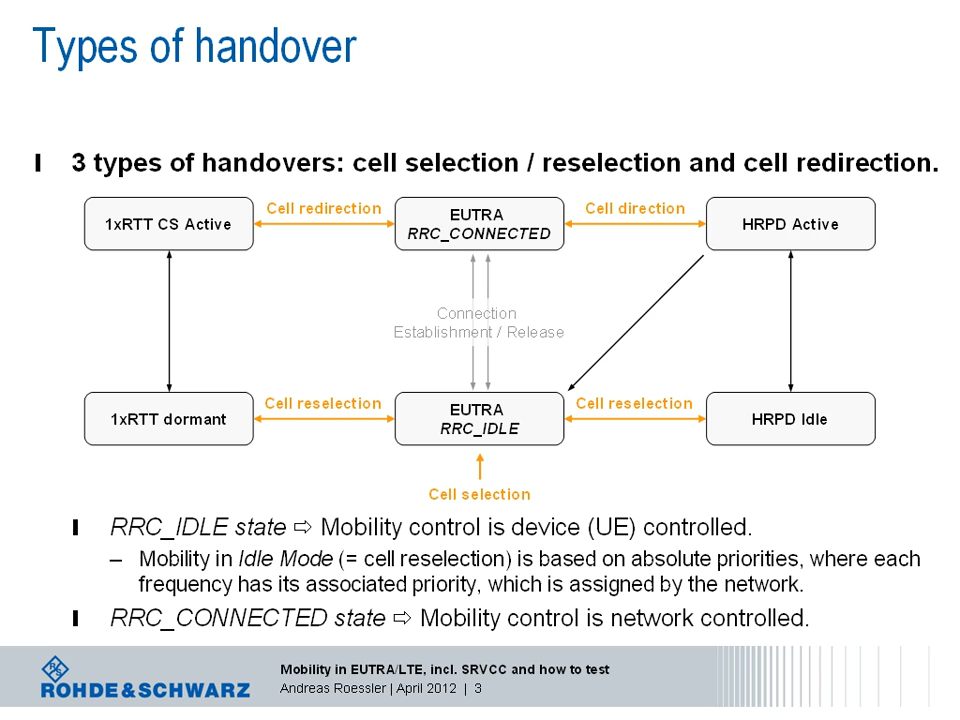 Types of handover
3 types of handovers: cell selection / reselection and cell redirection.
Cell redirection
Cell direction
1xRTT CS Active
EUTRA
RRC_CONNECTED
HRPD Active
Connection
Establishment / Release
Cell reselection
Cell reselection
1xRTT dormant
EUTRA
RRC_IDLE
HRPD Idle
Cell selection
RRC_IDLE state ⇨ Mobility control is device (UE) controlled.
– Mobility in Idle Mode (= cell reselection) is based on absolute priorities, where each
frequency has its associated priority, which is assigned by the network.
RRC_CONNECTED state ⇨ Mobility control is network controlled.
R&S
ROHDE & SCHWARZ
Mobility in EUTRA/LTE, incl. SRVCC and how to test
Andreas Roessler | April 2012 | 3